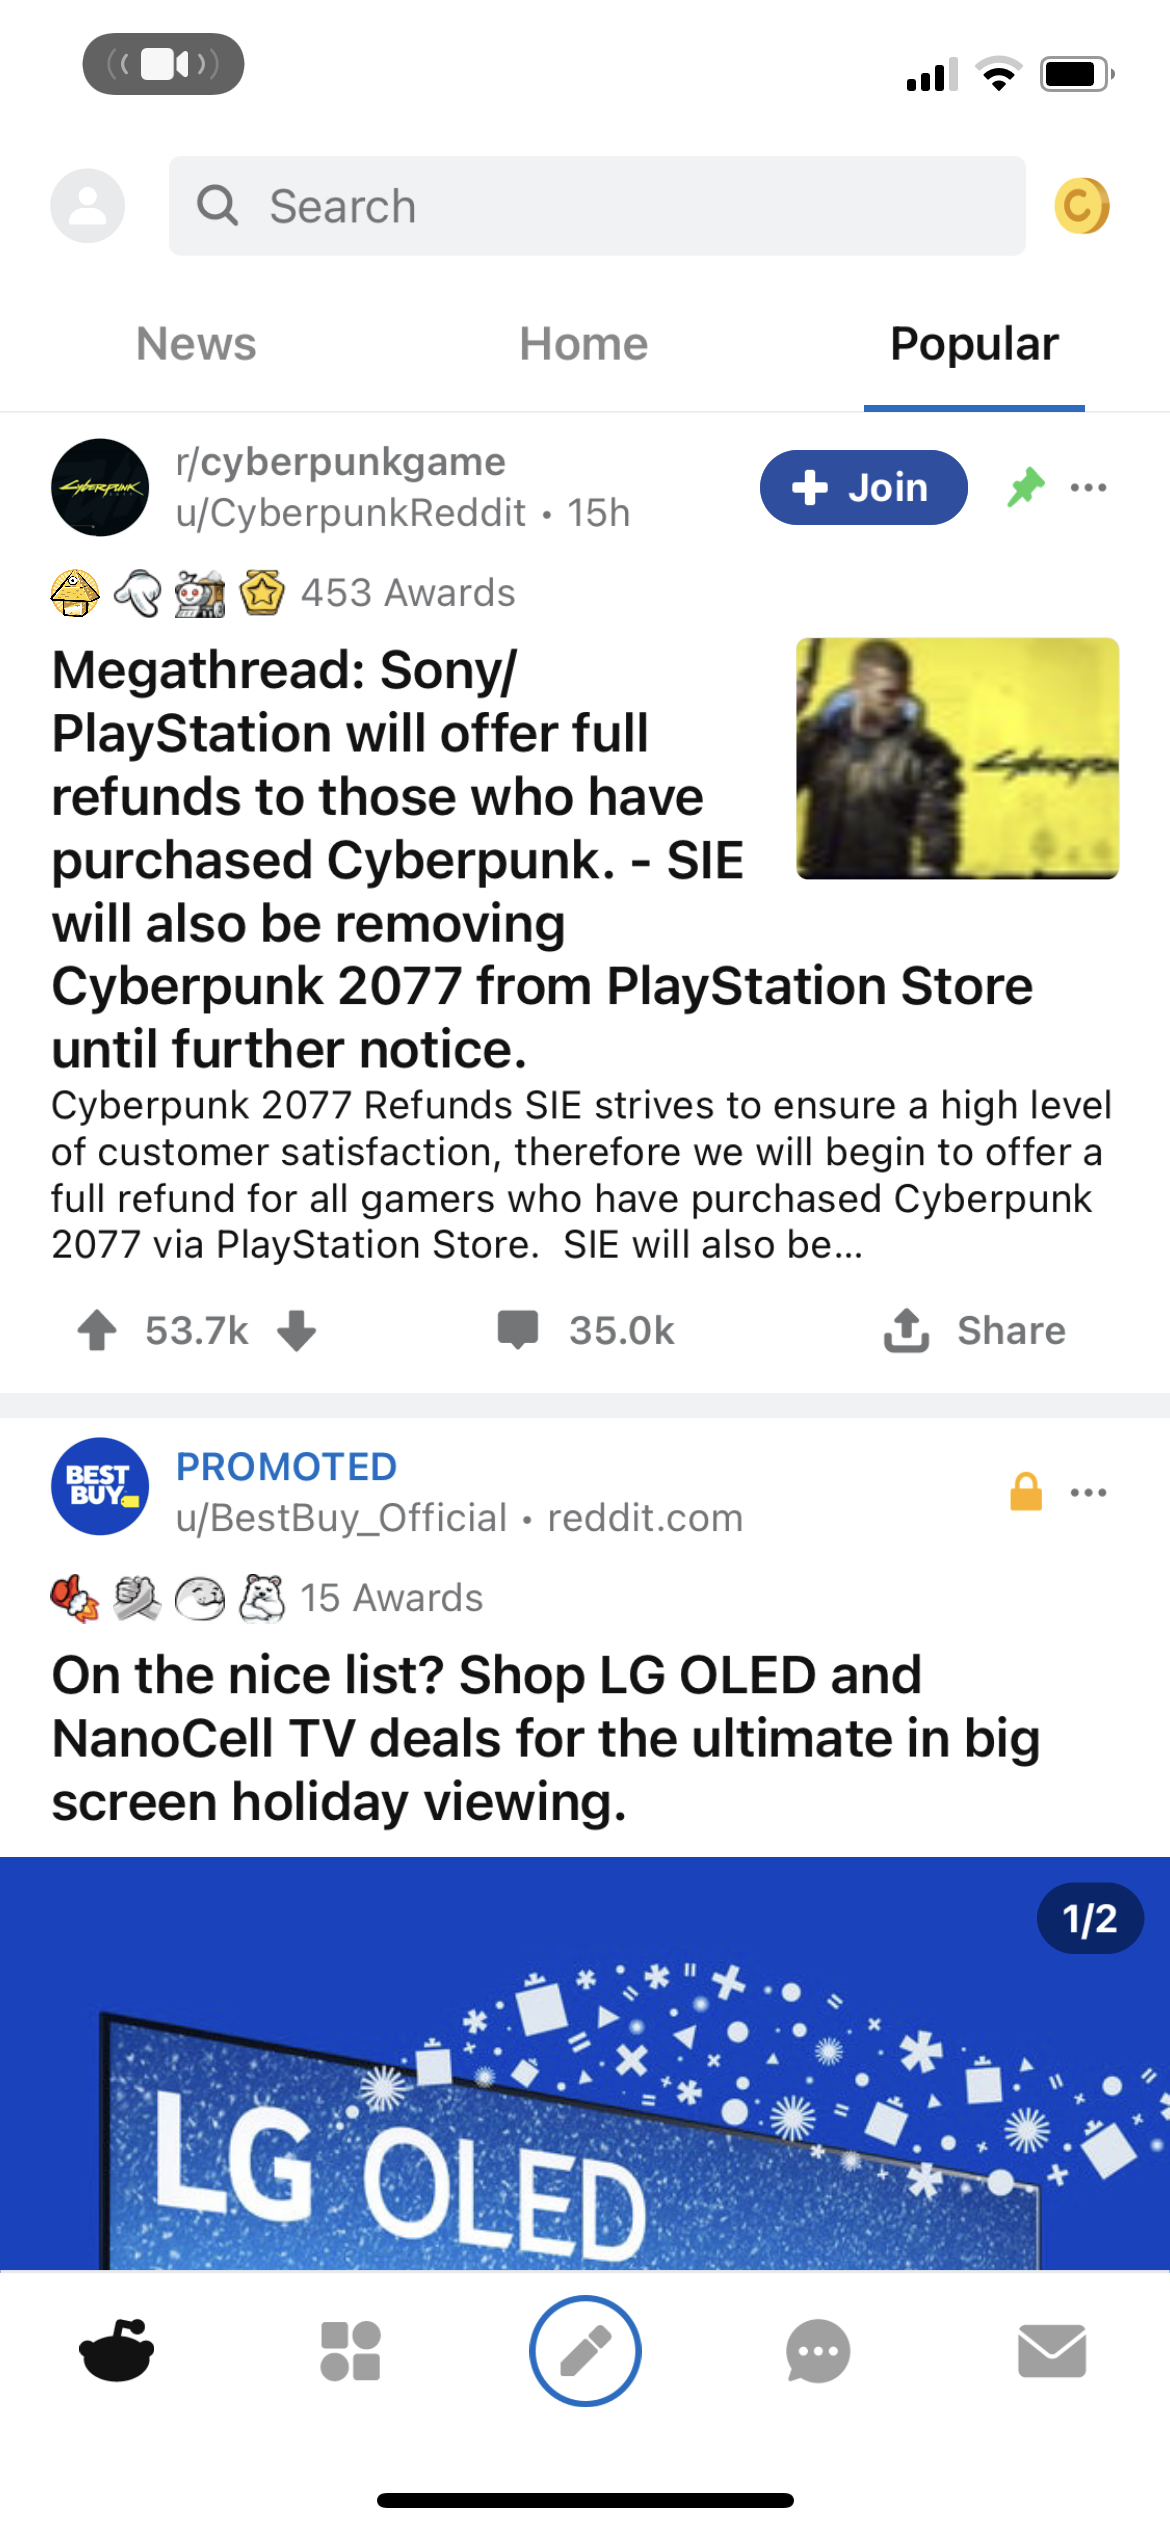 Search
News Home Popular
r/cyberpunkgame
u/CyberpunkReddit • 15h
Join
453 Awards
Megathread: Sony/
PlayStation will offer full
refunds to those who have
purchased Cyberpunk. - SIE
will also be removing
Cyberpunk 2077 from PlayStation Store
until further notice.
Cyberpunk 2077 Refunds SIE strives to ensure a high level
of customer satisfaction, therefore we will begin to offer a
full refund for all gamers who have purchased Cyberpunk
2077 via PlayStation Store. SIE will also be...
53.7k 35.0k Share
BEST
BUY
PROMOTED
u/BestBuy_Official • reddit.com
15 Awards
On the nice list? Shop LG OLED and
NanoCell TV deals for the ultimate in big
screen holiday viewing.
1/2
LG OLED